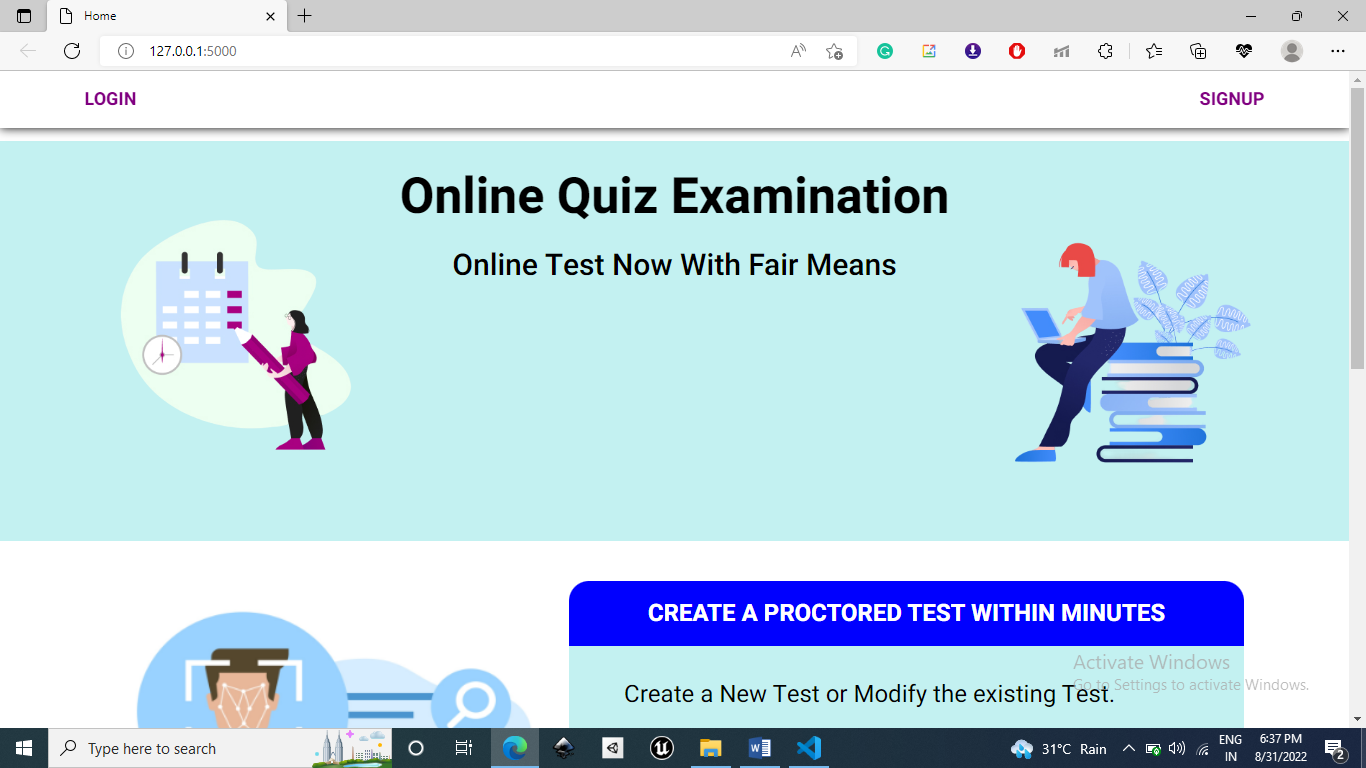 Home
127.0.0.1:5000
LOGIN
SIGNUP
Online Quiz Examination
Online Test Now With Fair Means
CREATE A PROCTORED TEST WITHIN MINUTES
Create a New Test or Modify the existing Test.
Activate Windows
Go to Settings to activate Windows.
Type here to search
31°C Rain
ENG
IN
6:37 PM
8/31/2022
2